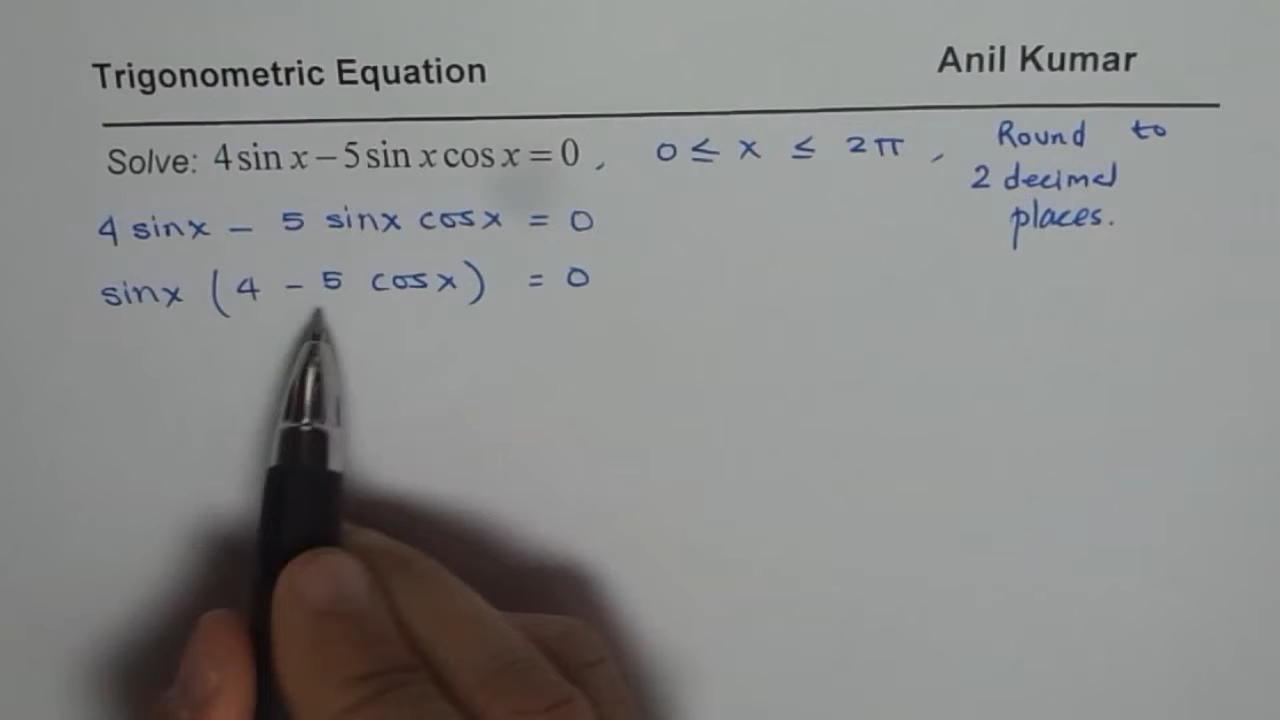 Trigonometric Equation Anil Kumar
Solve: 4 sin x − 5 sin x cos x = 0 , 0 ≤ x ≤ 2π , Round to
2 decimal
places.
4 sinx − 5 sinx cosx = 0
sinx (4 − 5 cosx) = 0